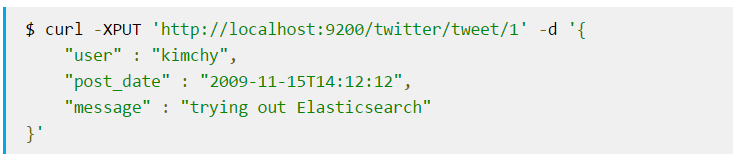 $ curl -XPUT 'http://localhost:9200/twitter/tweet/1' -d '{
    "user" : "kimchy",
    "post_date" : "2009-11-15T14:12:12",
    "message" : "trying out Elasticsearch"
}'